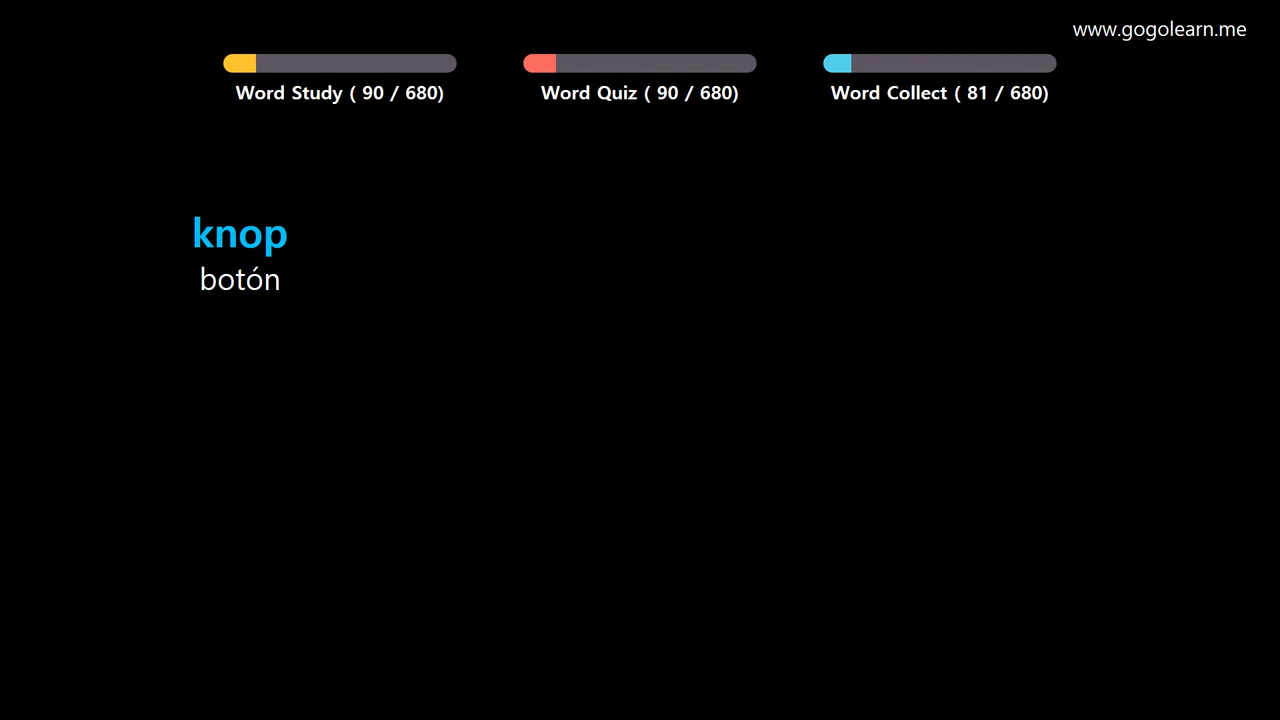 www.gogolearn.me
Word Study ( 90 / 680)
Word Quiz ( 90 / 680)
Word Collect ( 81 / 680)
knop
botón